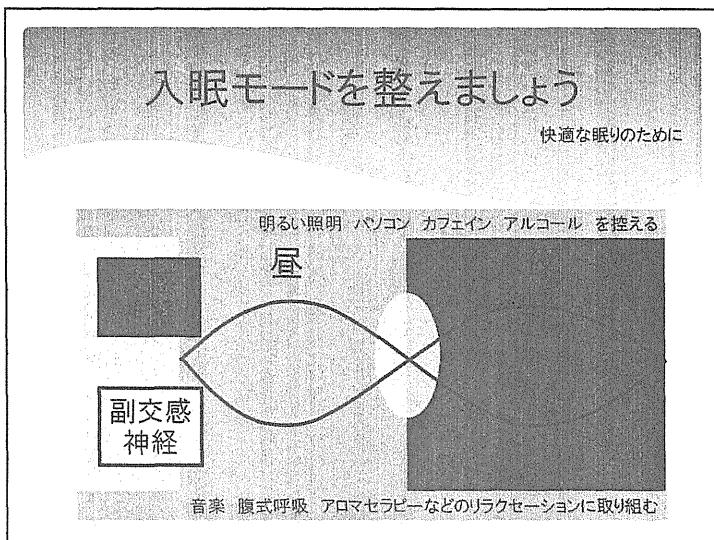 入眠モードを整えましょう
快適な眠りのために
明るい照明 パソコン カフェイン アルコール を控える
昼
副交感
神経
音楽 腹式呼吸 アロマセラピーなどのリラクセーションに取り組む